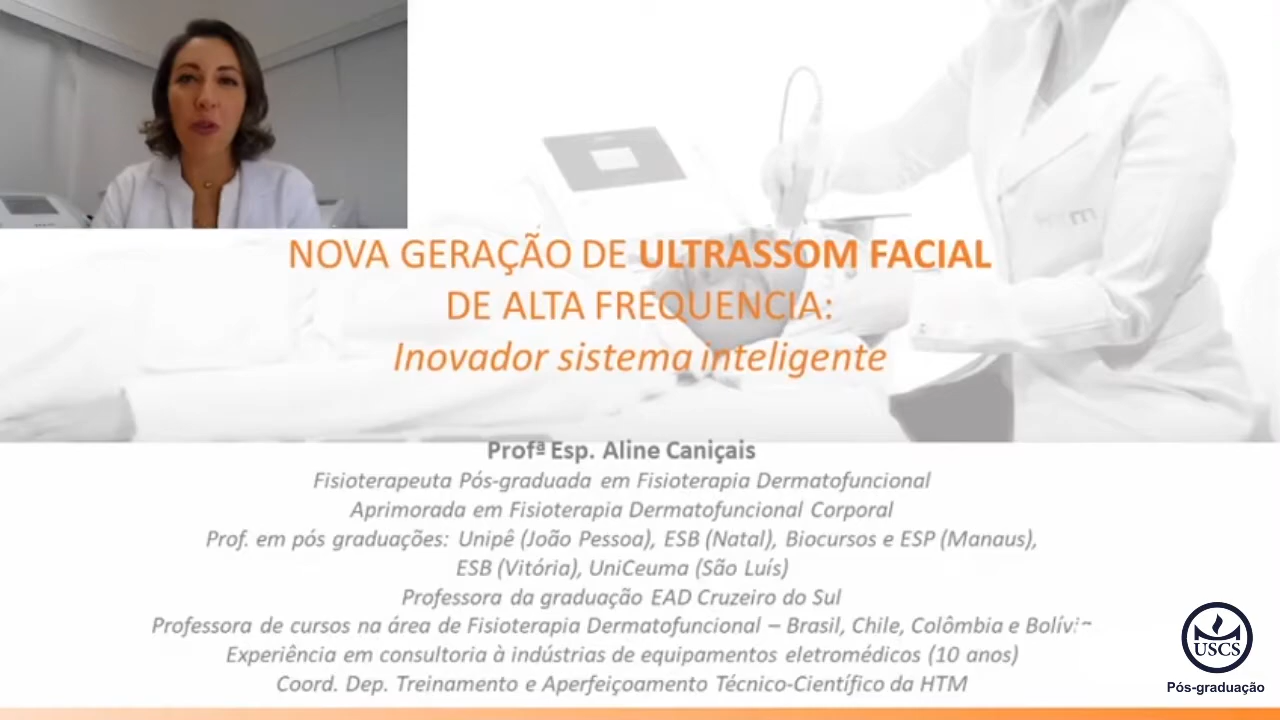 NOVA GERAÇÃO DE ULTRASSOM FACIAL
DE ALTA FREQUENCIA:
Inovador sistema inteligente
Profª Esp. Aline Caniçais
Fisioterapeuta Pós-graduada em Fisioterapia Dermatofuncional
Aprimorada em Fisioterapia Dermatofuncional Corporal
Prof. em pós graduações: Unipê (João Pessoa), ESB (Natal), Biocursos e ESP (Manaus),
ESB (Vitória), UniCeuma (São Luís)
Professora da graduação EAD Cruzeiro do Sul
Professora de cursos na área de Fisioterapia Dermatofuncional – Brasil, Chile, Colômbia e
Experiência em consultoria à indústrias de equipamentos eletromédicos (10 anos)
Coord. Dep. Treinamento e Aperfeiçoamento Técnico-Científico da HTM
USCS
Pós-graduação